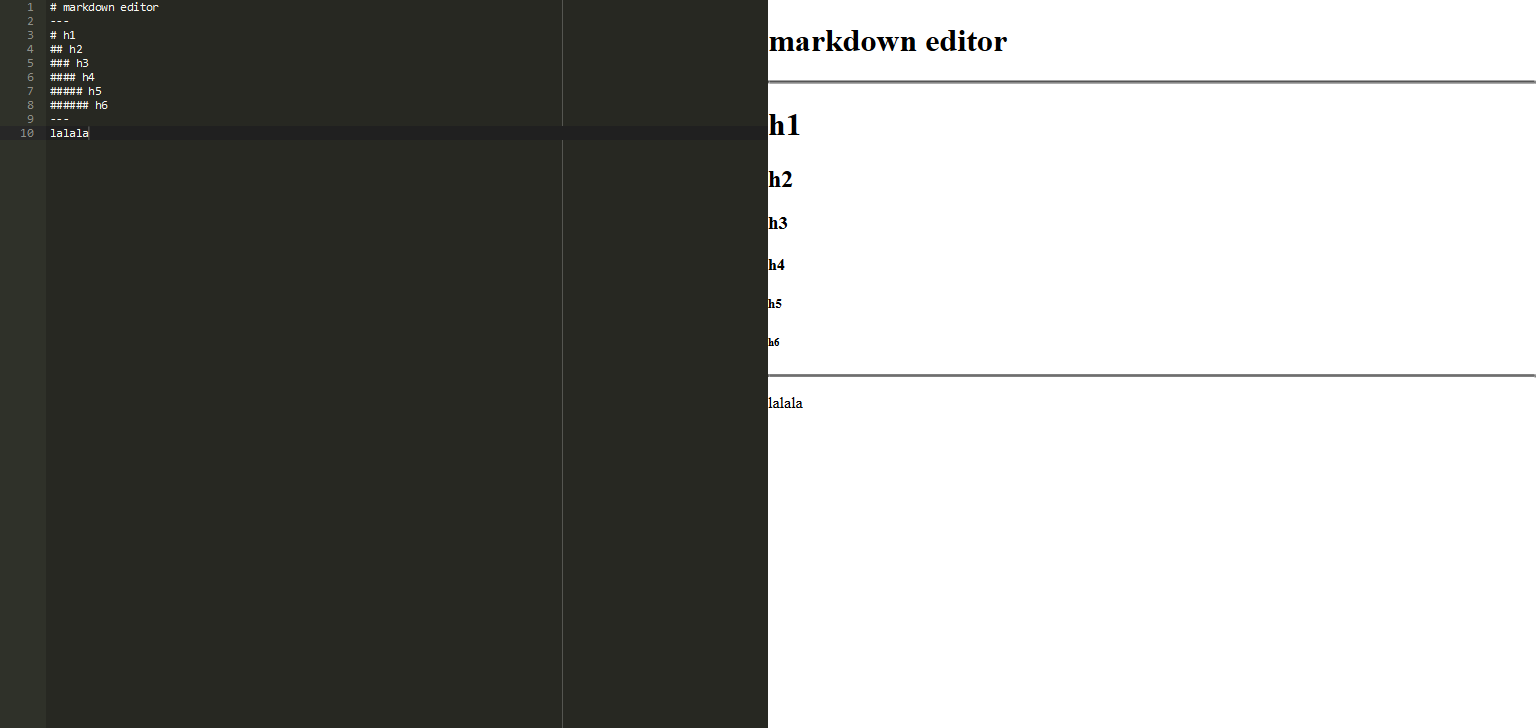 1 # markdown editor
2 ---
3 # h1
4 ## h2
5 ### h3
6 #### h4
7 ##### h5
8 ###### h6
9 ---
10 lalala
markdown editor
h1
h2
h3
h4
h5
h6
lalala